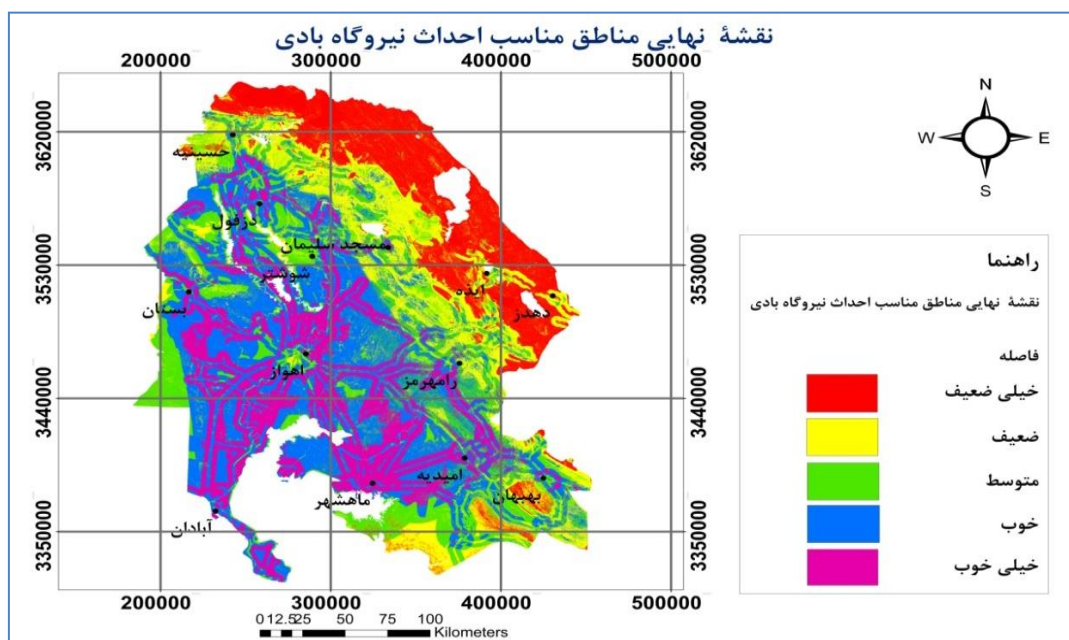 نقشهٔ نهایی مناطق مناسب احداث نیروگاه بادی
200000 300000 400000 500000
3620000 3620000
3530000 3530000
3440000 3440000
3350000 3350000
حسینیه
دزفول
مسجد سلیمان
شوشتر
ایذه
دهدز
بستان
اهواز
رامهرمز
امیدیه
بهبهان
ماهشهر
آبادان
200000 300000 400000 500000
0 12.5 25 50 75 100
Kilometers
N
W E
S
راهنما
نقشهٔ نهایی مناطق مناسب احداث نیروگاه بادی
فاصله
خیلی ضعیف
ضعیف
متوسط
خوب
خیلی خوب